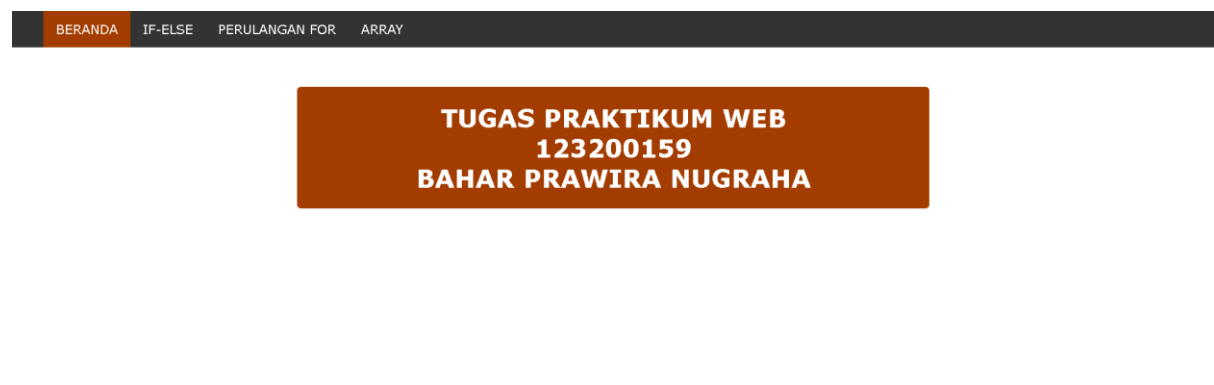 BERANDA IF-ELSE PERULANGAN FOR ARRAY
TUGAS PRAKTIKUM WEB
123200159
BAHAR PRAWIRA NUGRAHA